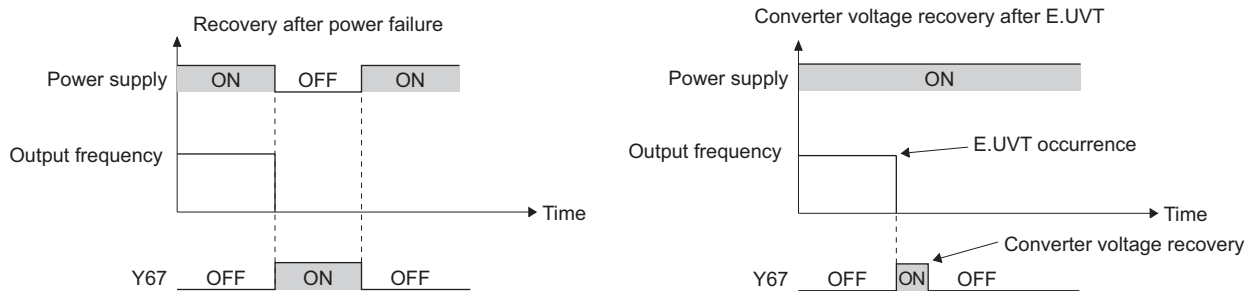 Recovery after power failure
Power supply
ON
OFF
ON
Output frequency
Time
Y67
OFF
ON
OFF
Converter voltage recovery after E.UVT
Power supply
ON
Output frequency
E.UVT occurrence
Time
Converter voltage recovery
Y67
OFF
ON
OFF